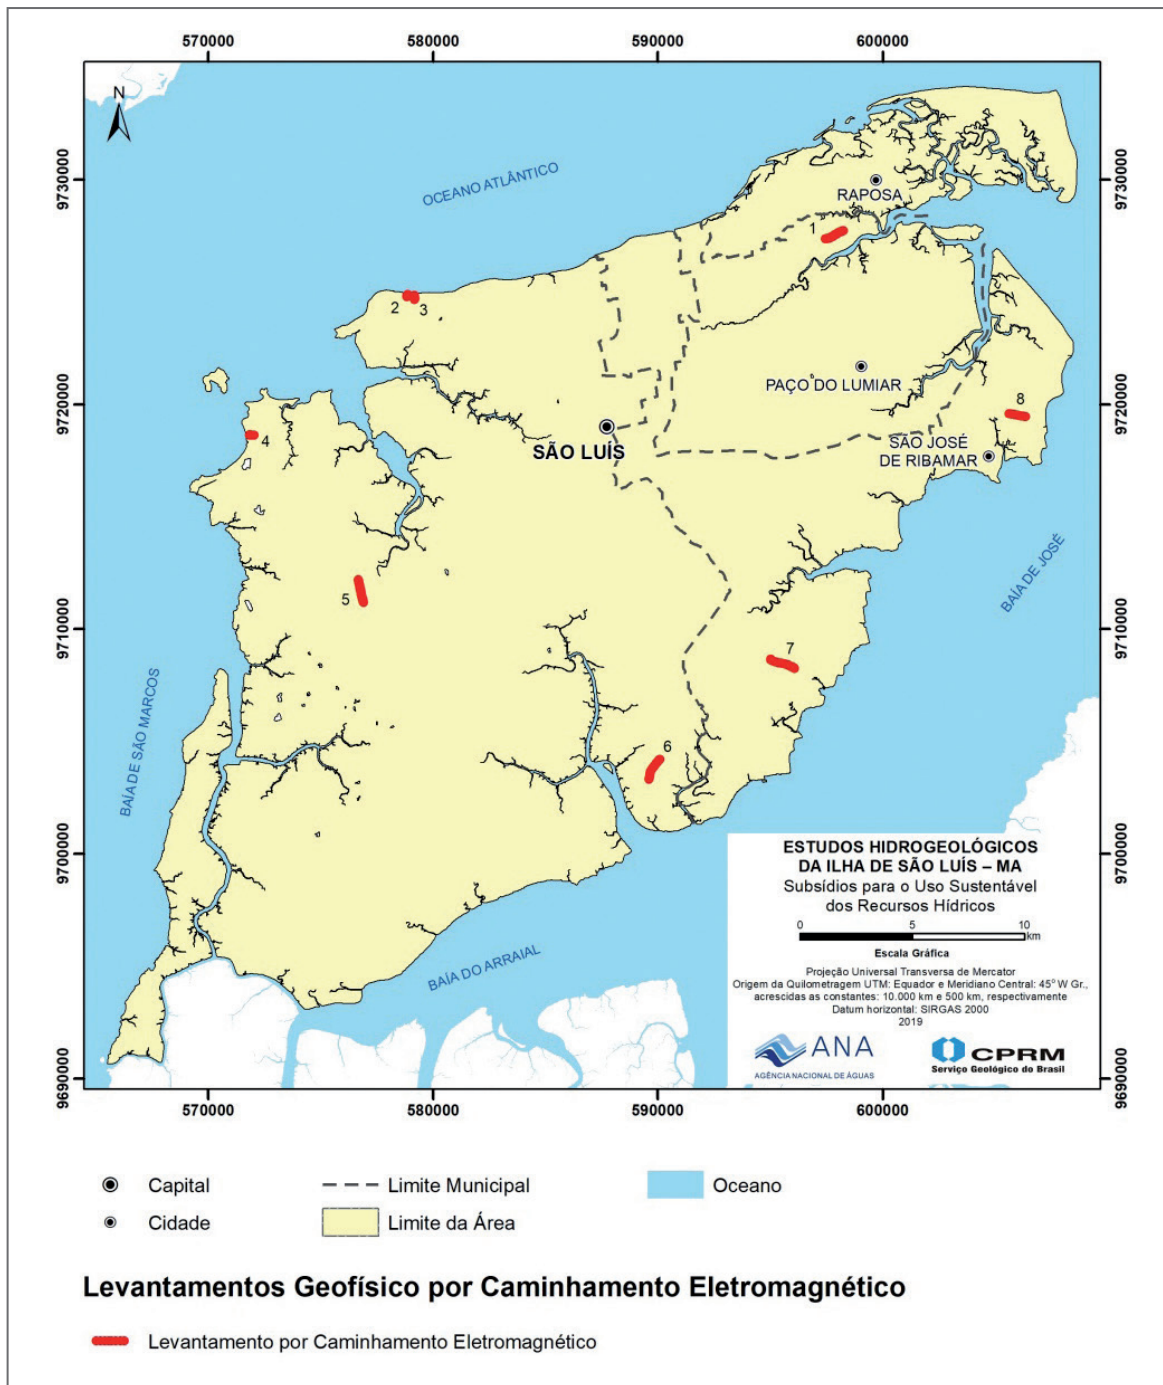 570000
580000
590000
600000
N
9730000
9730000
OCEANO ATLÂNTICO
RAPOSA
1
2
3
PAÇO DO LUMIAR
9720000
9720000
8
4
SÃO LUÍS
SÃO JOSÉ
DE RIBAMAR
BAÍA DE JOSÉ
5
9710000
9710000
7
BAÍA DE SÃO MARCOS
6
9700000
9700000
BAÍA DO ARRAIAL
ESTUDOS HIDROGEOLÓGICOS
DA ILHA DE SÃO LUÍS – MA
Subsídios para o Uso Sustentável
dos Recursos Hídricos
0
5
10
km
Escala Gráfica
Projeção Universal Transversa de Mercator
Origem da Quilometragem UTM: Equador e Meridiano Central: 45° W Gr.,
acrescidas as constantes: 10.000 km e 500 km, respectivamente
Datum horizontal: SIRGAS 2000
2019
ANA
AGÊNCIA NACIONAL DE ÁGUAS
CPRM
Serviço Geológico do Brasil
9690000
9690000
570000
580000
590000
600000
Capital
Limite Municipal
Oceano
Cidade
Limite da Área
Levantamentos Geofísico por Caminhamento Eletromagnético
Levantamento por Caminhamento Eletromagnético